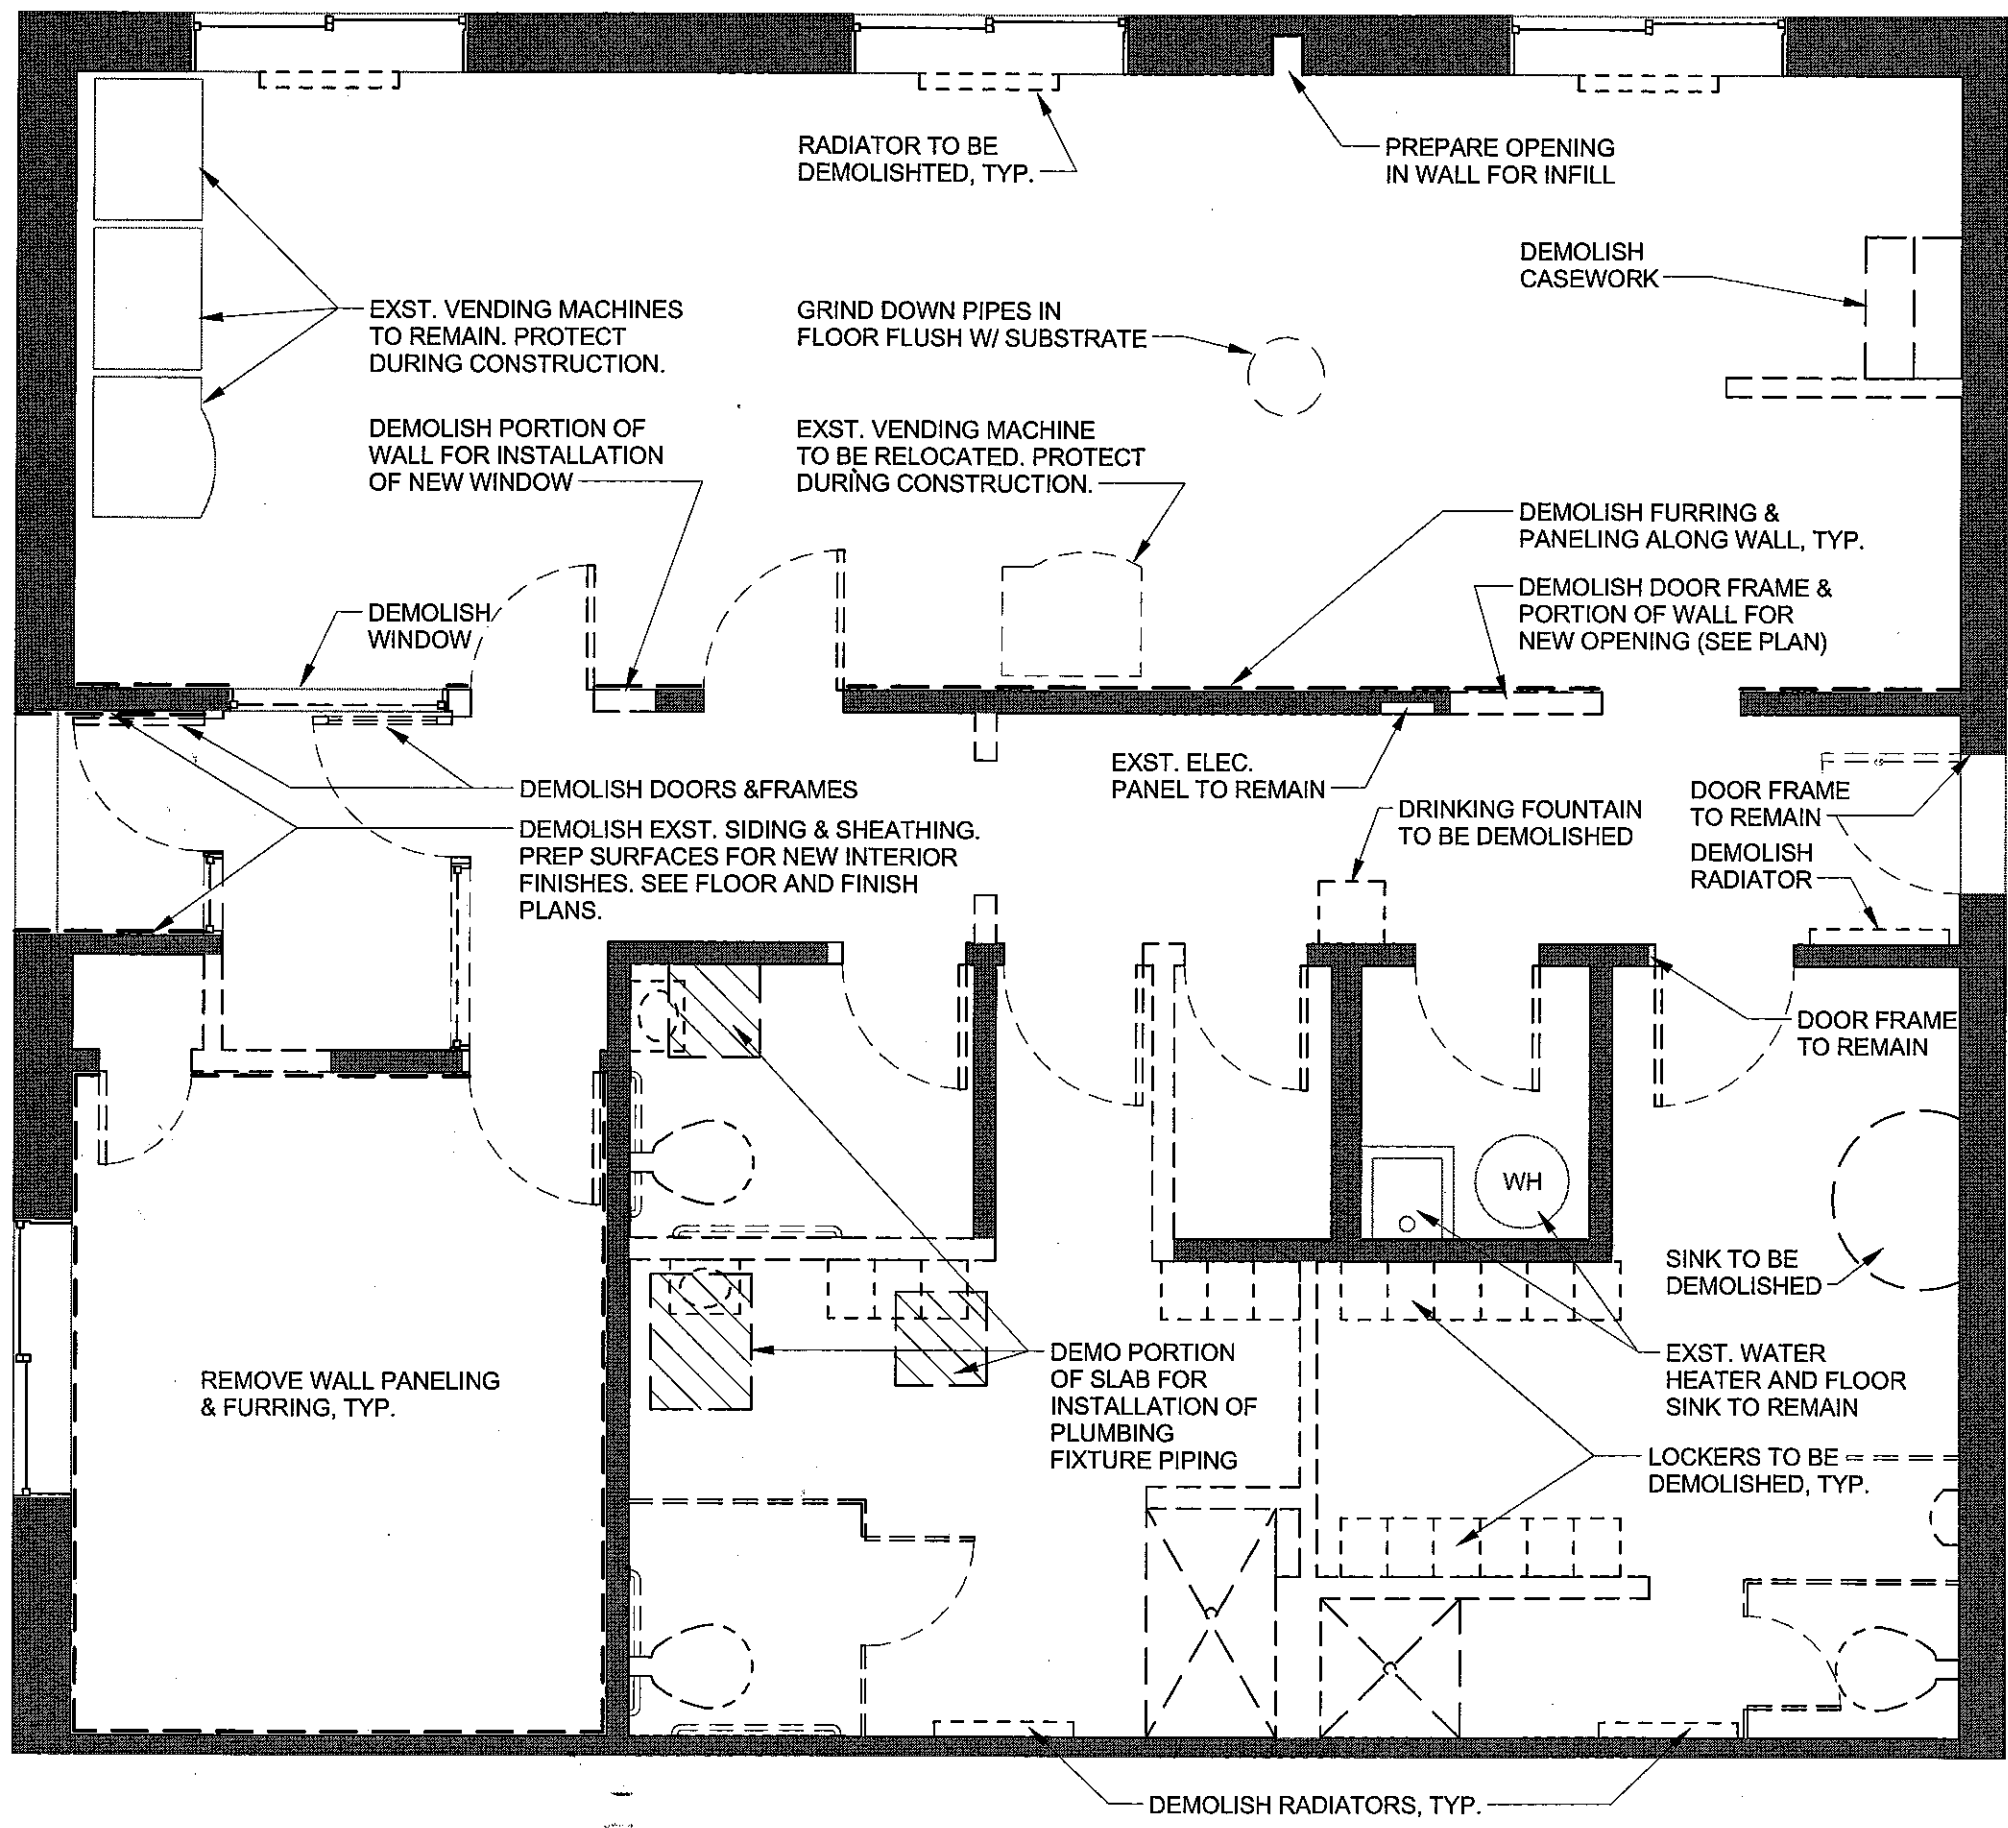 RADIATOR TO BE
DEMOLISHTED, TYP.
PREPARE OPENING
IN WALL FOR INFILL
DEMOLISH
CASEWORK
EXST. VENDING MACHINES
TO REMAIN. PROTECT
DURING CONSTRUCTION.
GRIND DOWN PIPES IN
FLOOR FLUSH W/ SUBSTRATE
DEMOLISH PORTION OF
WALL FOR INSTALLATION
OF NEW WINDOW
EXST. VENDING MACHINE
TO BE RELOCATED. PROTECT
DURING CONSTRUCTION.
DEMOLISH FURRING &
PANELING ALONG WALL, TYP.
DEMOLISH DOOR FRAME &
PORTION OF WALL FOR
NEW OPENING (SEE PLAN)
DEMOLISH
WINDOW
DEMOLISH DOORS &FRAMES
DEMOLISH EXST. SIDING & SHEATHING.
PREP SURFACES FOR NEW INTERIOR
FINISHES. SEE FLOOR AND FINISH
PLANS.
EXST. ELEC.
PANEL TO REMAIN
DRINKING FOUNTAIN
TO BE DEMOLISHED
DOOR FRAME
TO REMAIN
DEMOLISH
RADIATOR
DOOR FRAME
TO REMAIN
WH
SINK TO BE
DEMOLISHED
REMOVE WALL PANELING
& FURRING, TYP.
DEMO PORTION
OF SLAB FOR
INSTALLATION OF
PLUMBING
FIXTURE PIPING
EXST. WATER
HEATER AND FLOOR
SINK TO REMAIN
LOCKERS TO BE
DEMOLISHED, TYP.
DEMOLISH RADIATORS, TYP.